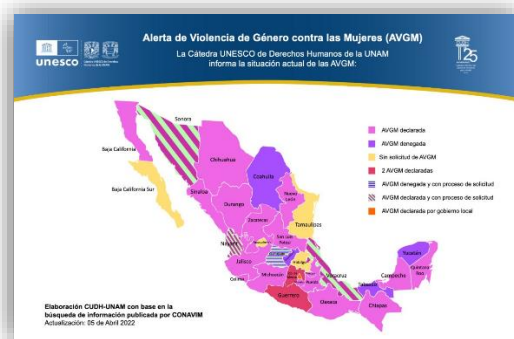 Alerta de Violencia de Género contra las Mujeres (AVGM)
La Cátedra UNESCO de Derechos Humanos de la UNAM
informa la situación actual de las AVGM:
unesco
125
Sonora
Baja California
Chihuahua
Coahuila
Baja California Sur
Sinaloa
Nuevo
León
Durango
Tamaulipas
Zacatecas
San Luis
Potosí
Nayarit
Jalisco
Hidalgo
Colima
Michoacán
Veracruz
Guerrero
Oaxaca
Tabasco
Chiapas
Campeche
Yucatán
Quintana
Roo
AVGM declarada
AVGM denegada
Sin solicitud de AVGM
2 AVGM declaradas
AVGM denegada y con proceso de solicitud
AVGM declarada y con proceso de solicitud
AVGM declarada por gobierno local
Elaboración CUDH-UNAM con base en la
búsqueda de información publicada por CONAVIM
Actualización: 05 de Abril 2022